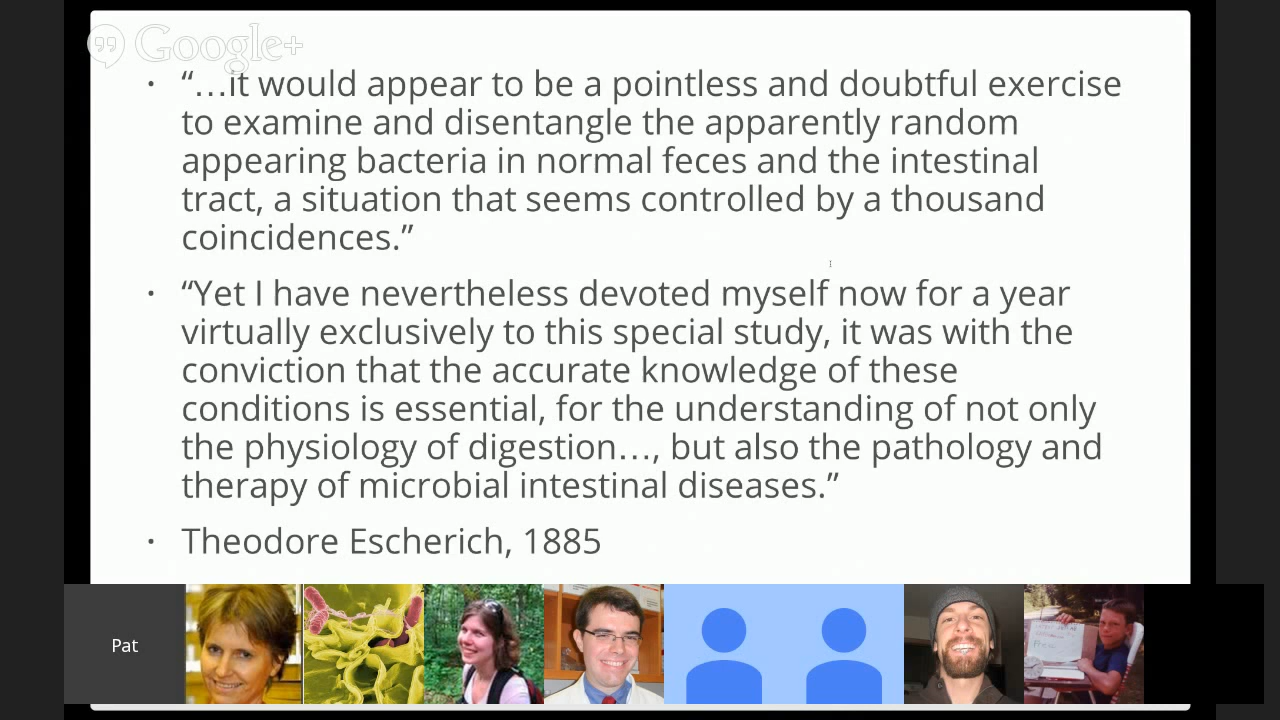 Google+
• “…it would appear to be a pointless and doubtful exercise
to examine and disentangle the apparently random
appearing bacteria in normal feces and the intestinal
tract, a situation that seems controlled by a thousand
coincidences.”
• “Yet I have nevertheless devoted myself now for a year
virtually exclusively to this special study, it was with the
conviction that the accurate knowledge of these
conditions is essential, for the understanding of not only
the physiology of digestion…, but also the pathology and
therapy of microbial intestinal diseases.”
• Theodore Escherich, 1885
Pat